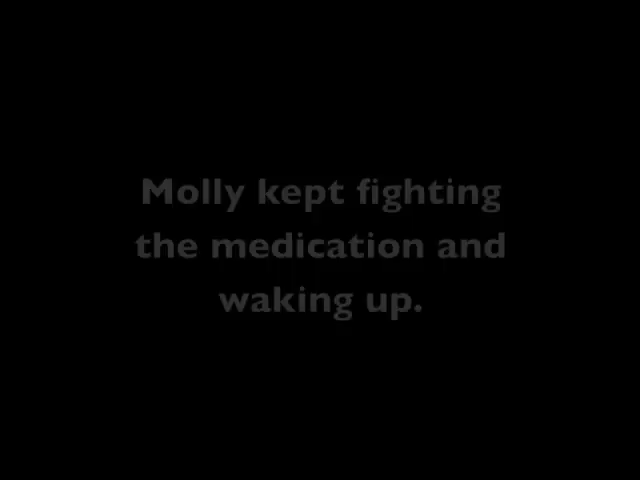 Molly kept fighting
the medication and
waking up.